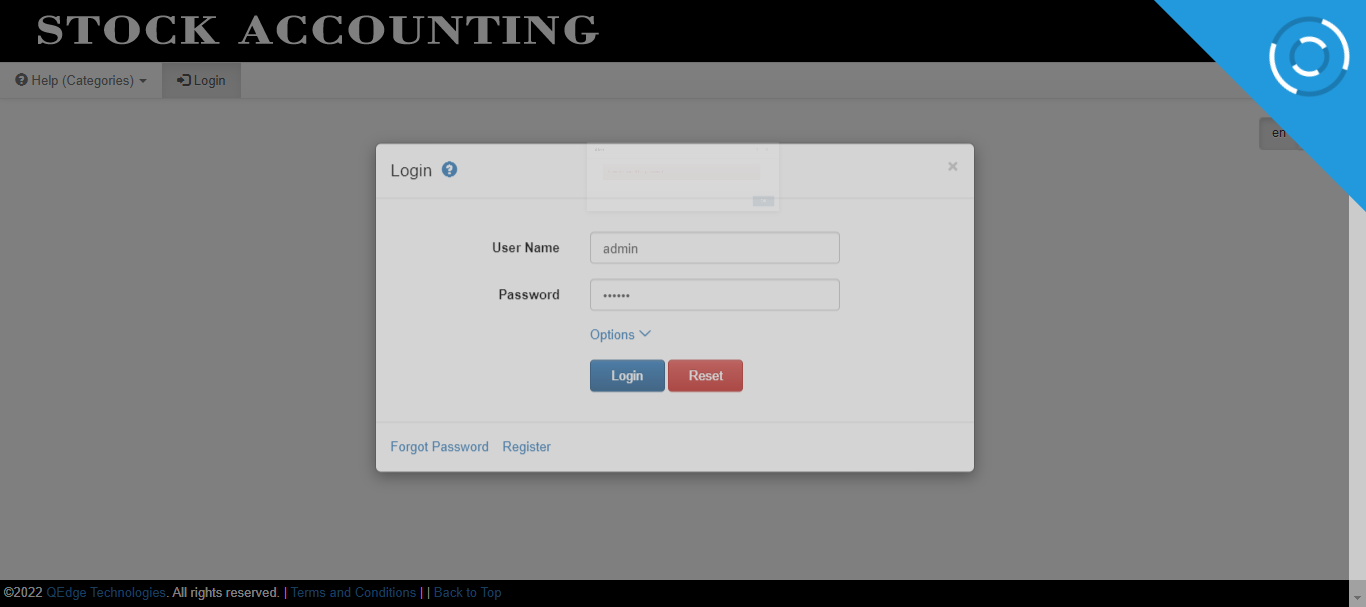 STOCK ACCOUNTING
Help (Categories) Login
en
Login
User Name admin
Password ••••••
Options
Login Reset
Forgot Password Register
©2022 QEdge Technologies. All rights reserved. | Terms and Conditions | | Back to Top